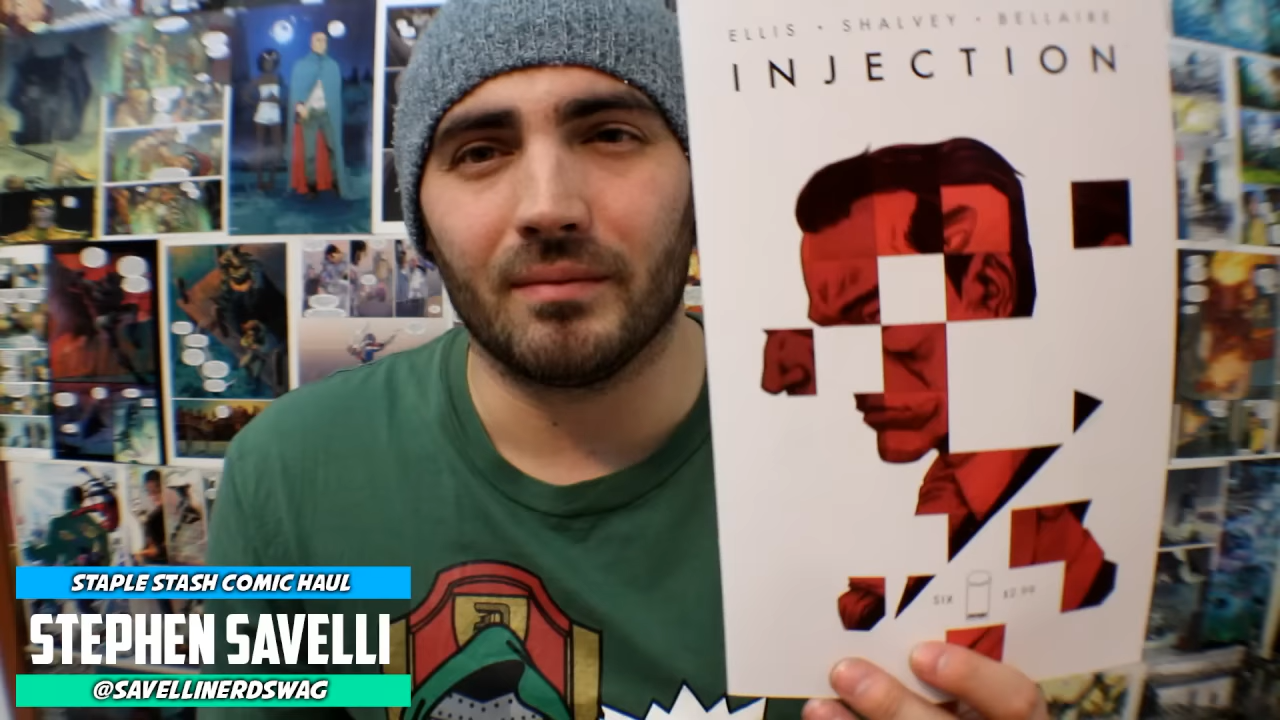 ELLIS • SHALVEY • BELLAIRE
INJECTION
SIX $2.99
STAPLE STASH COMIC HAUL
STEPHEN SAVELLI
@SAVELLINERDSWAG